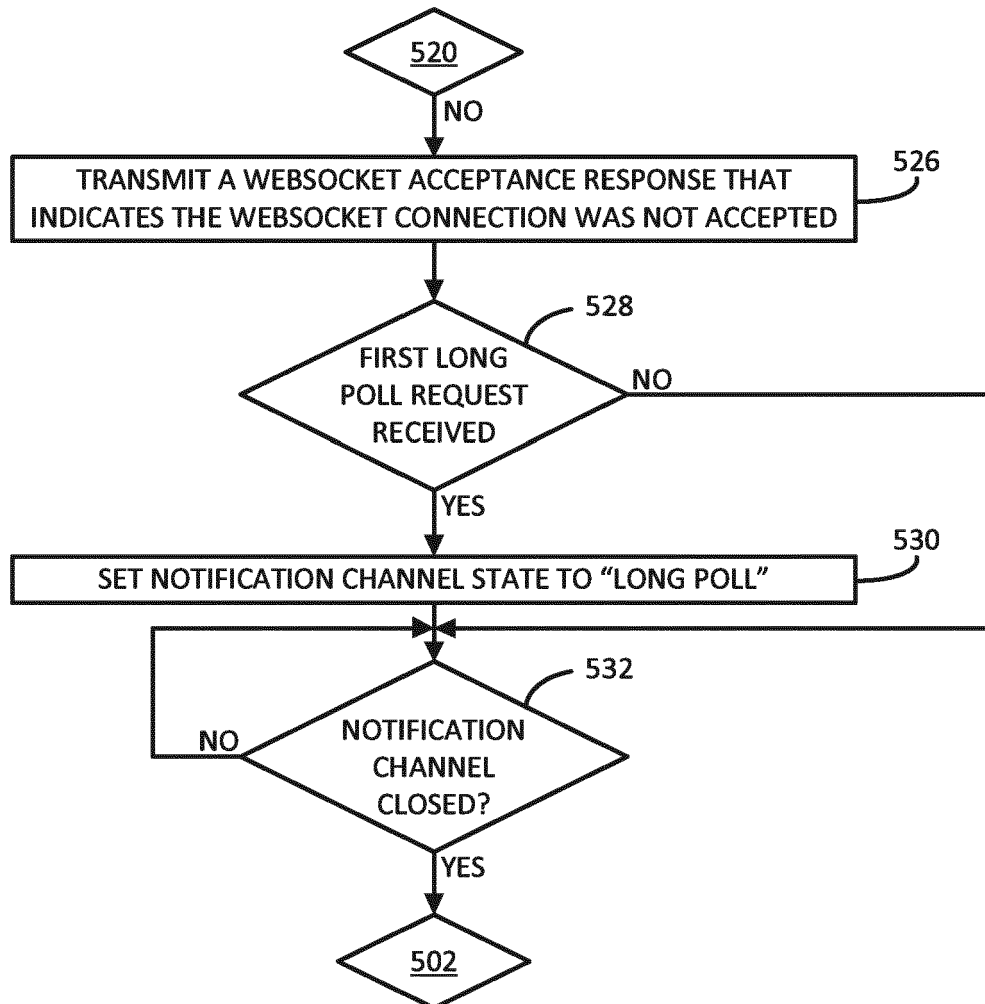 520
NO
TRANSMIT A WEBSOCKET ACCEPTANCE RESPONSE THAT
INDICATES THE WEBSOCKET CONNECTION WAS NOT ACCEPTED
526
528
FIRST LONG
POLL REQUEST
RECEIVED
NO
YES
530
SET NOTIFICATION CHANNEL STATE TO “LONG POLL”
532
NOTIFICATION
CHANNEL
CLOSED?
NO
YES
502